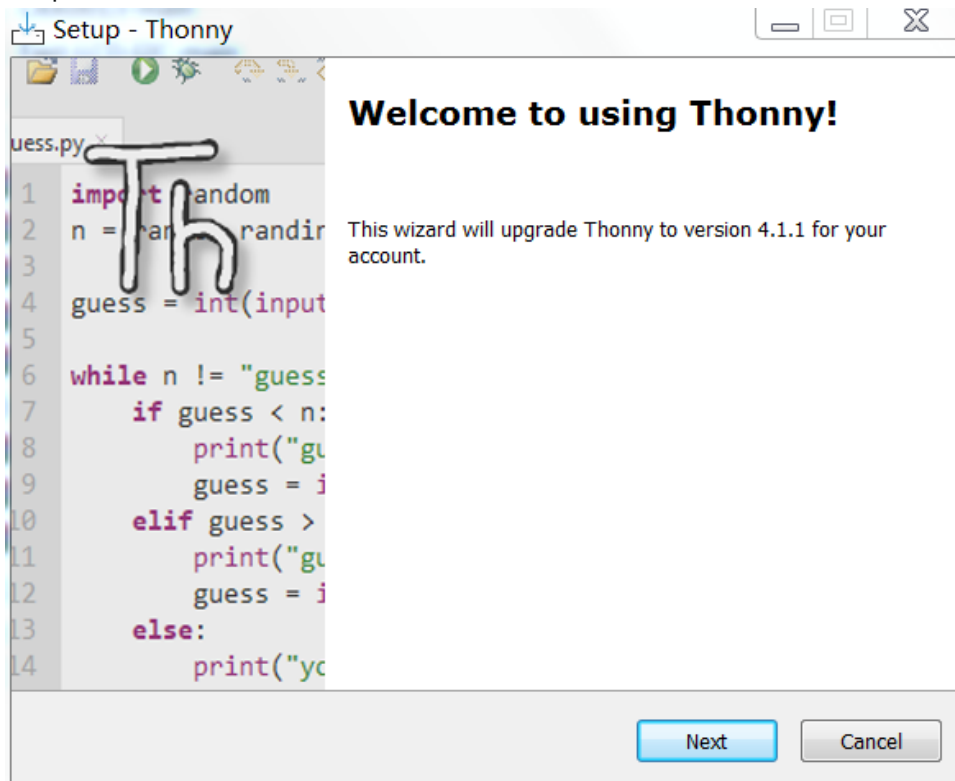 Setup - Thonny
uess.py
Th
Welcome to using Thonny!
This wizard will upgrade Thonny to version 4.1.1 for your
account.
1 import random
2 n = ran randin
3
4 guess = int(input
5
6 while n != "guess
7 if guess < n:
8 print("gu
9 guess = i
10 elif guess >
11 print("gu
12 guess = i
13 else:
14 print("yo
Next Cancel